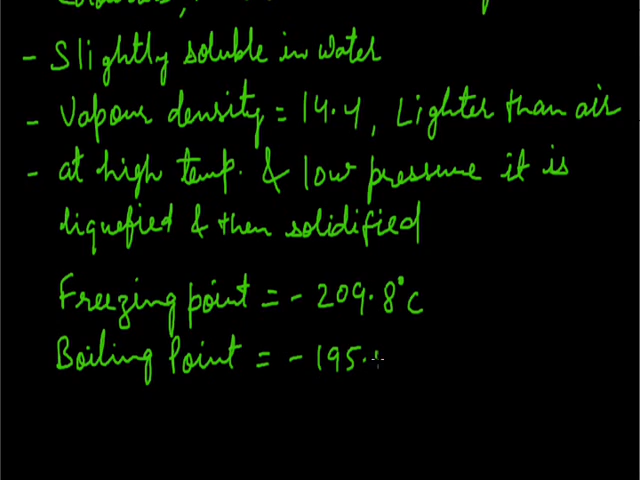 - Slightly soluble in water
- Vapour density = 14.4, Lighter than air
- at high temp. & low pressure it is
liquefied & then solidified
Freezing point = - 209.8°C
Boiling Point = - 195.